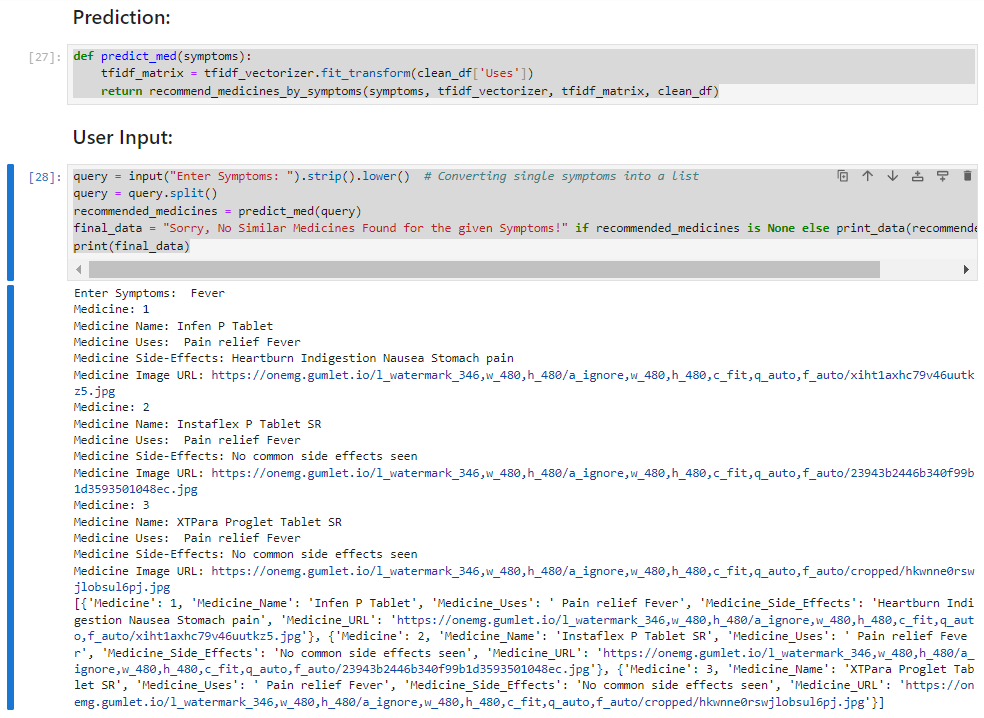 Prediction:
[27]: def predict_med(symptoms):
tfidf_matrix = tfidf_vectorizer.fit_transform(clean_df['Uses'])
return recommend_medicines_by_symptoms(symptoms, tfidf_vectorizer, tfidf_matrix, clean_df)
User Input:
[28]: query = input("Enter Symptoms: ").strip().lower()  # Converting single symptoms into a list
query = query.split()
recommended_medicines = predict_med(query)
final_data = "Sorry, No Similar Medicines Found for the given Symptoms!" if recommended_medicines is None else print_data(recommende
print(final_data)
Enter Symptoms:  Fever
Medicine: 1
Medicine Name: Infen P Tablet
Medicine Uses:  Pain relief Fever
Medicine Side-Effects: Heartburn Indigestion Nausea Stomach pain
Medicine Image URL: https://onemg.gumlet.io/l_watermark_346,w_480,h_480/a_ignore,w_480,h_480,c_fit,q_auto,f_auto/xiht1axhc79v46uutk
z5.jpg
Medicine: 2
Medicine Name: Instaflex P Tablet SR
Medicine Uses:  Pain relief Fever
Medicine Side-Effects: No common side effects seen
Medicine Image URL: https://onemg.gumlet.io/l_watermark_346,w_480,h_480/a_ignore,w_480,h_480,c_fit,q_auto,f_auto/23943b2446b340f99b
1d3593501048ec.jpg
Medicine: 3
Medicine Name: XTPara Proglet Tablet SR
Medicine Uses:  Pain relief Fever
Medicine Side-Effects: No common side effects seen
Medicine Image URL: https://onemg.gumlet.io/l_watermark_346,w_480,h_480/a_ignore,w_480,h_480,c_fit,q_auto,f_auto/cropped/hkwnne0rsw
jlobsul6pj.jpg
[{'Medicine': 1, 'Medicine_Name': 'Infen P Tablet', 'Medicine_Uses': ' Pain relief Fever', 'Medicine_Side_Effects': 'Heartburn Indi
gestion Nausea Stomach pain', 'Medicine_URL': 'https://onemg.gumlet.io/l_watermark_346,w_480,h_480/a_ignore,w_480,h_480,c_fit,q_aut
o,f_auto/xiht1axhc79v46uutkz5.jpg'}, {'Medicine': 2, 'Medicine_Name': 'Instaflex P Tablet SR', 'Medicine_Uses': ' Pain relief Feve
r', 'Medicine_Side_Effects': 'No common side effects seen', 'Medicine_URL': 'https://onemg.gumlet.io/l_watermark_346,w_480,h_480/a_
ignore,w_480,h_480,c_fit,q_auto,f_auto/23943b2446b340f99b1d3593501048ec.jpg'}, {'Medicine': 3, 'Medicine_Name': 'XTPara Proglet Tab
let SR', 'Medicine_Uses': ' Pain relief Fever', 'Medicine_Side_Effects': 'No common side effects seen', 'Medicine_URL': 'https://on
emg.gumlet.io/l_watermark_346,w_480,h_480/a_ignore,w_480,h_480,c_fit,q_auto,f_auto/cropped/hkwnne0rswjlobsul6pj.jpg'}]